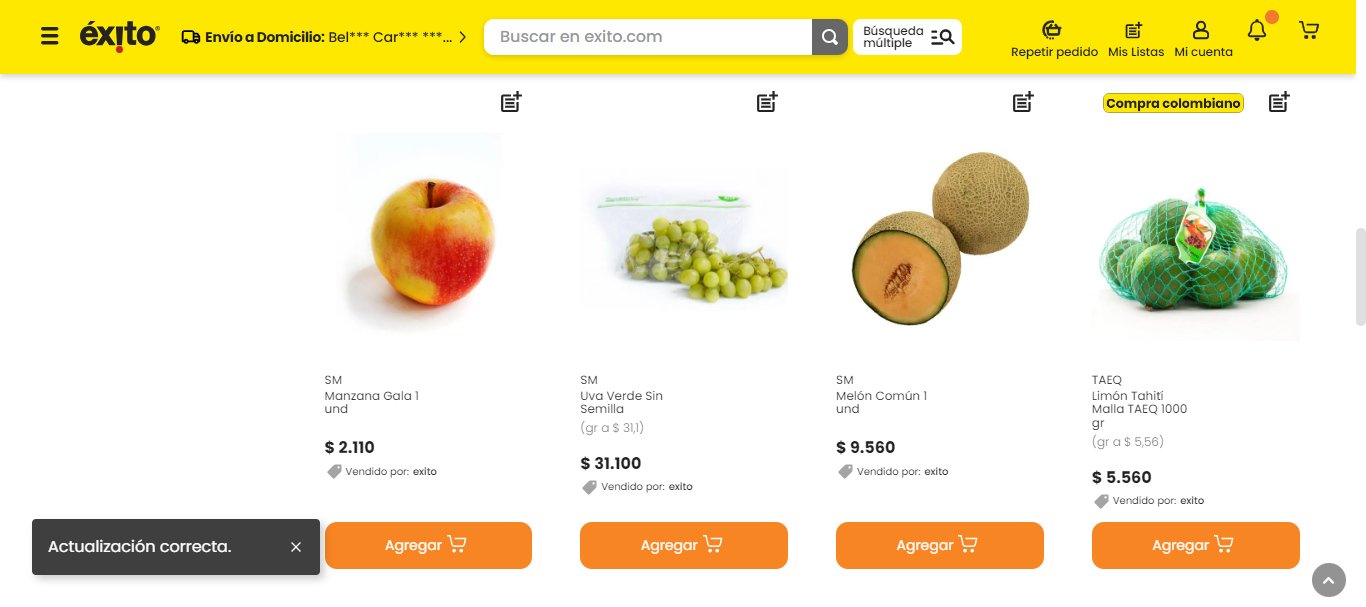 éxito
Envío a Domicilio: Bel*** Car*** ***...
Buscar en exito.com
Búsqueda
múltiple
Repetir pedido
Mis Listas
Mi cuenta
Compra colombiano
SM
Manzana Gala 1
und
$ 2.110
Vendido por: exito
Agregar
SM
Uva Verde Sin
Semilla
(gr a $ 31,1)
$ 31.100
Vendido por: exito
Agregar
SM
Melón Común 1
und
$ 9.560
Vendido por: exito
Agregar
TAEQ
Limón Tahití
Malla TAEQ 1000
gr
(gr a $ 5,56)
$ 5.560
Vendido por: exito
Agregar
Actualización correcta.